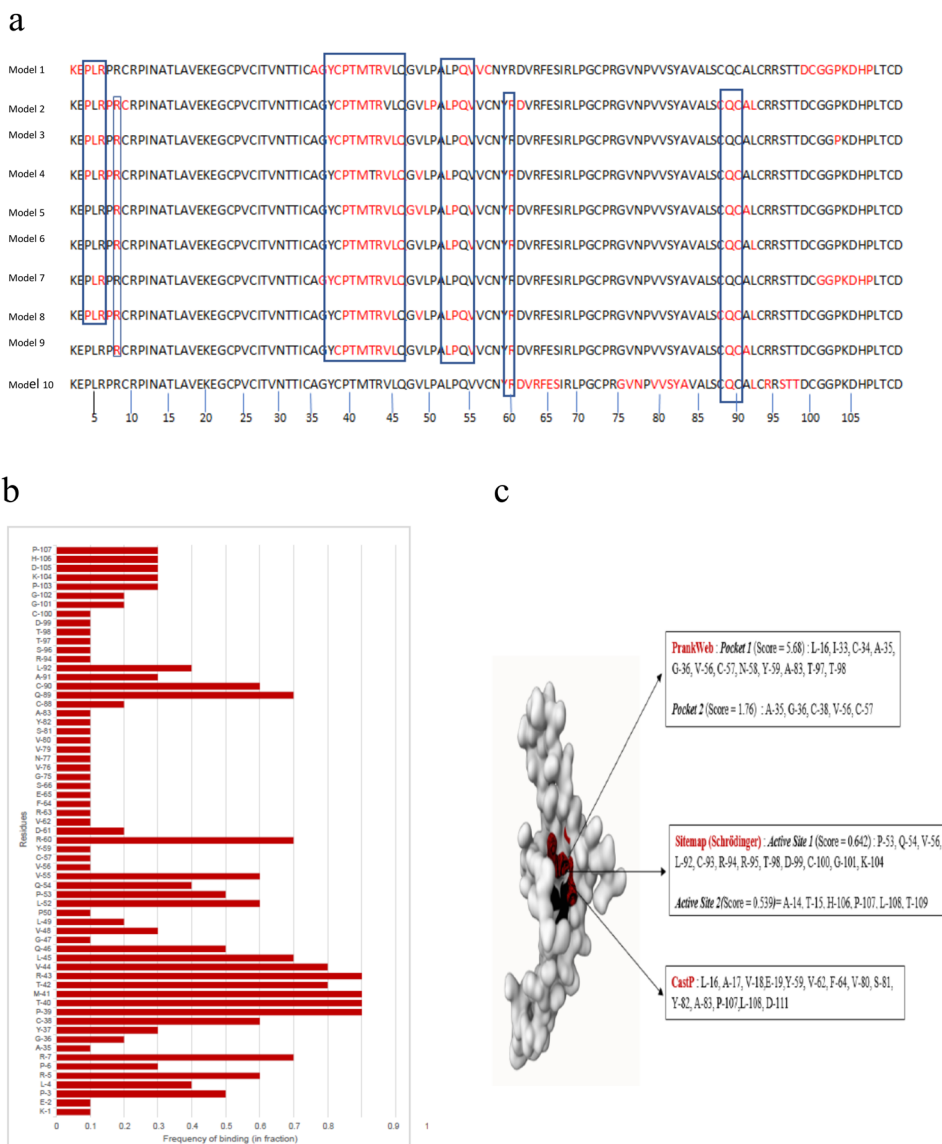 a
Model 1 KEPLRPRCRPINATLAVEKEGCPVCITVNTTICAGYCPTMTRVLQGVLPALPQVVCNYRDVRFESIRLPGCPRGVNPVVSYAVALSCQCALCRRSTTDCGGPKDHPLTCD
Model 2 KEPLRPRCRPINATLAVEKEGCPVCITVNTTICAGYCPTMTRVLQGVLPALPQVVCNYRDVRFESIRLPGCPRGVNPVVSYAVALSCQCALCRRSTTDCGGPKDHPLTCD
Model 3 KEPLRPRCRPINATLAVEKEGCPVCITVNTTICAGYCPTMTRVLQGVLPALPQVVCNYRDVRFESIRLPGCPRGVNPVVSYAVALSCQCALCRRSTTDCGGPKDHPLTCD
Model 4 KEPLRPRCRPINATLAVEKEGCPVCITVNTTICAGYCPTMTRVLQGVLPALPQVVCNYRDVRFESIRLPGCPRGVNPVVSYAVALSCQCALCRRSTTDCGGPKDHPLTCD
Model 5 KEPLRPRCRPINATLAVEKEGCPVCITVNTTICAGYCPTMTRVLQGVLPALPQVVCNYRDVRFESIRLPGCPRGVNPVVSYAVALSCQCALCRRSTTDCGGPKDHPLTCD
Model 6 KEPLRPRCRPINATLAVEKEGCPVCITVNTTICAGYCPTMTRVLQGVLPALPQVVCNYRDVRFESIRLPGCPRGVNPVVSYAVALSCQCALCRRSTTDCGGPKDHPLTCD
Model 7 KEPLRPRCRPINATLAVEKEGCPVCITVNTTICAGYCPTMTRVLQGVLPALPQVVCNYRDVRFESIRLPGCPRGVNPVVSYAVALSCQCALCRRSTTDCGGPKDHPLTCD
Model 8 KEPLRPRCRPINATLAVEKEGCPVCITVNTTICAGYCPTMTRVLQGVLPALPQVVCNYRDVRFESIRLPGCPRGVNPVVSYAVALSCQCALCRRSTTDCGGPKDHPLTCD
Model 9 KEPLRPRCRPINATLAVEKEGCPVCITVNTTICAGYCPTMTRVLQGVLPALPQVVCNYRDVRFESIRLPGCPRGVNPVVSYAVALSCQCALCRRSTTDCGGPKDHPLTCD
Model 10 KEPLRPRCRPINATLAVEKEGCPVCITVNTTICAGYCPTMTRVLQGVLPALPQVVCNYRDVRFESIRLPGCPRGVNPVVSYAVALSCQCALCRRSTTDCGGPKDHPLTCD
5 10 15 20 25 30 35 40 45 50 55 60 65 70 75 80 85 90 95 100 105
b
P-107
H-106
D-105
K-104
P-103
G-102
G-101
C-100
D-99
T-98
T-97
S-96
R-94
L-92
A-91
C-90
Q-89
C-88
A-83
Y-82
S-81
V-80
V-79
N-77
V-76
G-75
S-66
E-65
F-64
R-63
V-62
D-61
R-60
Y-59
C-57
V-56
V-55
Q-54
P-53
L-52
P50
L-49
V-48
G-47
Q-46
L-45
V-44
R-43
T-42
M-41
T-40
P-39
C-38
Y-37
G-36
A-35
R-7
P-6
R-5
L-4
P-3
E-2
K-1
Residues
0 0.1 0.2 0.3 0.4 0.5 0.6 0.7 0.8 0.9 1
Frequency of binding (in fraction)
c
PrankWeb : Pocket 1 (Score = 5.68) : L-16, I-33, C-34, A-35,
G-36, V-56, C-57, N-58, Y-59, A-83, T-97, T-98
Pocket 2 (Score = 1.76) : A-35, G-36, C-38, V-56, C-57
Sitemap (Schrödinger) : Active Site 1 (Score = 0.642) : P-53, Q-54, V-56,
L-92, C-93, R-94, R-95, T-98, D-99, C-100, G-101, K-104
Active Site 2(Score = 0.539)= A-14, T-15, H-106, P-107, L-108, T-109
CastP : L-16, A-17, V-18,E-19,Y-59, V-62, F-64, V-80, S-81,
Y-82, A-83, P-107,L-108, D-111